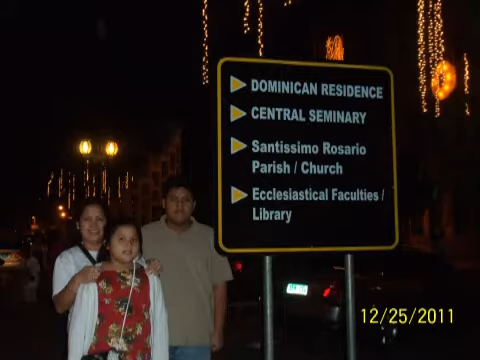 DOMINICAN RESIDENCE
CENTRAL SEMINARY
Santissimo Rosario
Parish / Church
Ecclesiastical Faculties /
Library
12/25/2011